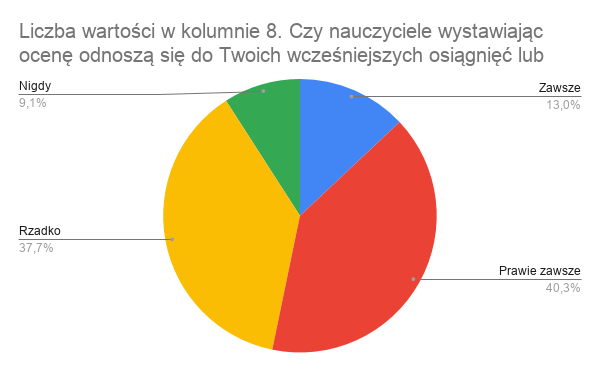 Liczba wartości w kolumnie 8. Czy nauczyciele wystawiając
ocenę odnoszą się do Twoich wcześniejszych osiągnięć lub
Nigdy
9,1%
Zawsze
13,0%
Rzadko
37,7%
Prawie zawsze
40,3%